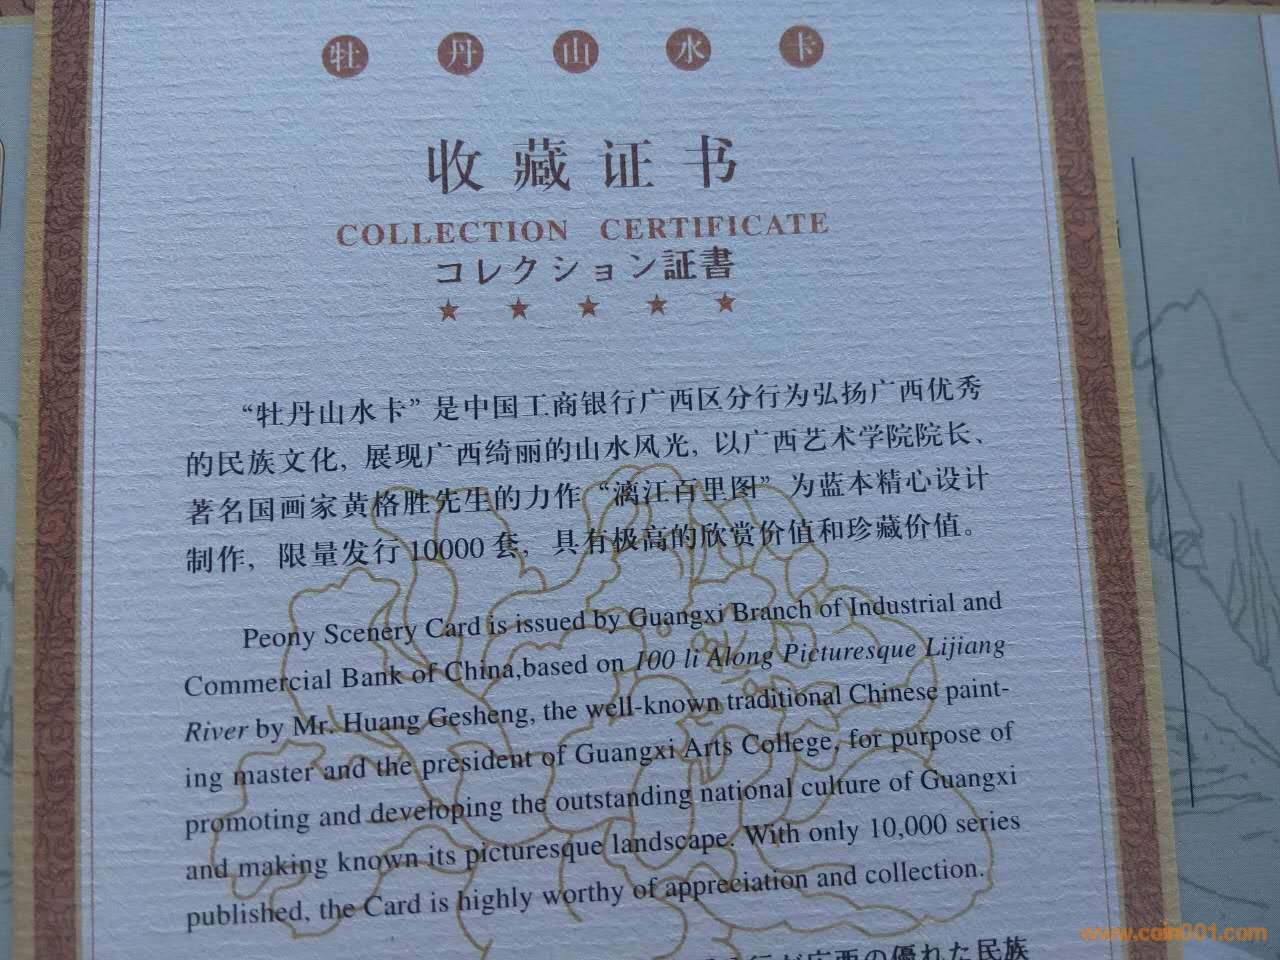 牡丹山水卡
收藏证书
COLLECTION CERTIFICATE
コレクション証書
“牡丹山水卡”是中国工商银行广西区分行为弘扬广西优秀
的民族文化, 展现广西绮丽的山水风光, 以广西艺术学院院长、
著名国画家黄格胜先生的力作“漓江百里图”为蓝本精心设计
制作, 限量发行10000套, 具有极高的欣赏价值和珍藏价值。
Peony Scenery Card is issued by Guangxi Branch of Industrial and
Commercial Bank of China,based on 100 li Along Picturesque Lijiang
River by Mr. Huang Gesheng, the well-known traditional Chinese paint-
ing master and the president of Guangxi Arts College, for purpose of
promoting and developing the outstanding national culture of Guangxi
and making known its picturesque landscape. With only 10,000 series
published, the Card is highly worthy of appreciation and collection.
行が广西の優れた民族
www.coin001.com